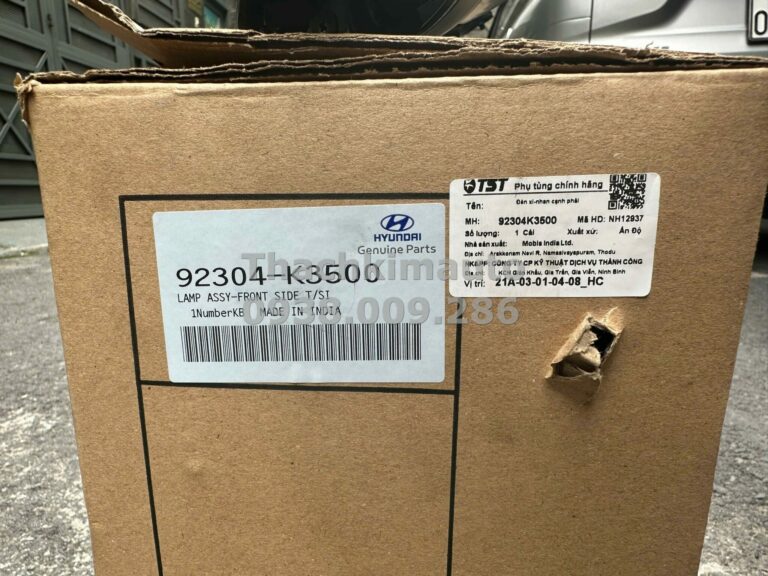 0
HYUNDAI
Genuine Parts
92304-K3500
LAMP ASSY-FRONT SIDE T/SI
1NumberKB MADE IN INDIA
TST Phụ tùng chính hãng
Tên: Đèn xi-nhan cạnh phải
MH: 92304K3500 Mã HD: NH12937
Số lượng: 1 Cái Xuất xứ: Ấn Độ
Nhà sản xuất: Mobis India Ltd.
Địa chỉ: Arakkonam Navi R, Namasivayapuram, Thodu
NK&PP: CÔNG TY CP KỸ THUẬT DỊCH VỤ THÀNH CÔNG
Địa chỉ: KCN Gián Khẩu, Gia Trấn, Gia Viễn, Ninh Bình
Vị trí: 21A-03-01-04-08_HC
0938.009.286